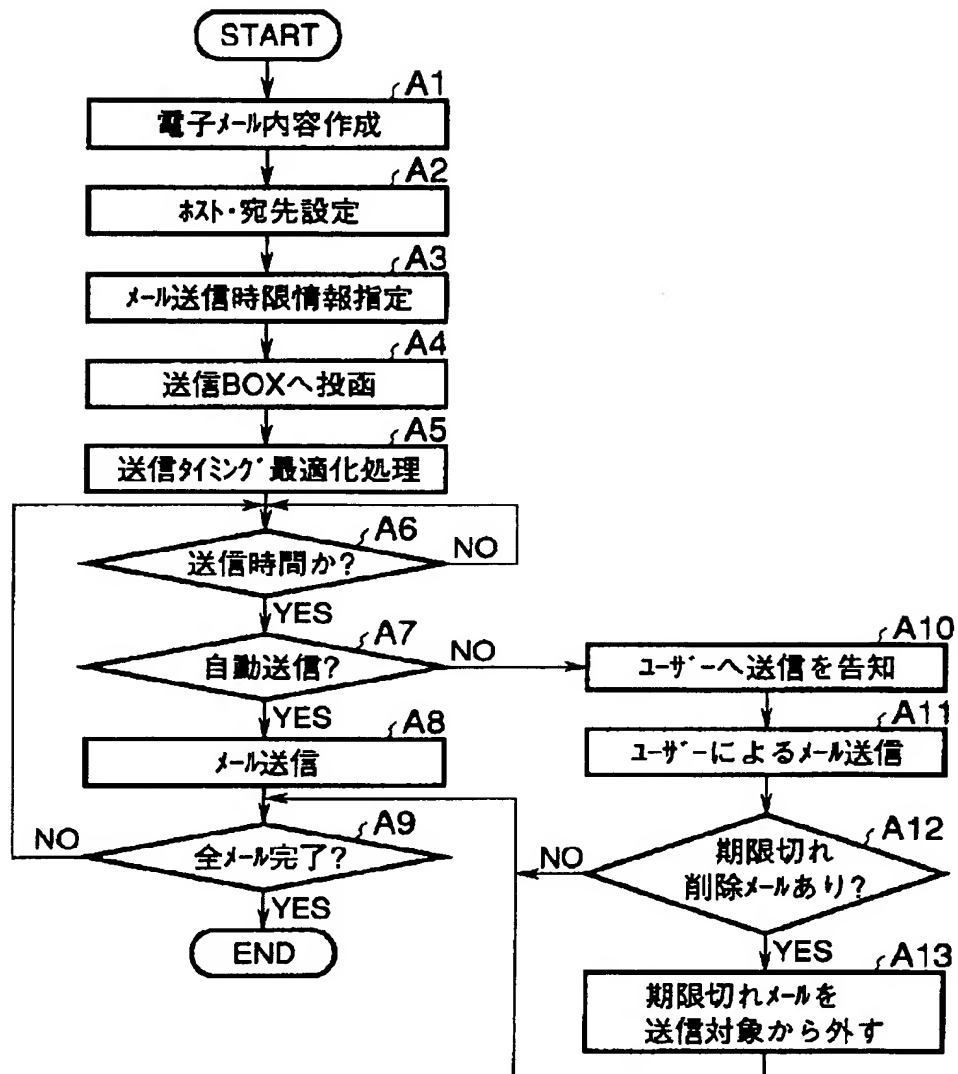 START
A1
電子メール内容作成
A2
ホスト・宛先設定
A3
メール送信時限情報指定
A4
送信BOXへ投函
A5
送信タイミング最適化処理
A6
送信時間か?
NO
YES
A7
自動送信?
NO
YES
A8
メール送信
A9
全メール完了?
NO
YES
END
A10
ユーザーへ送信を告知
A11
ユーザーによるメール送信
A12
期限切れ
削除メールあり?
NO
YES
A13
期限切れメールを
送信対象から外す